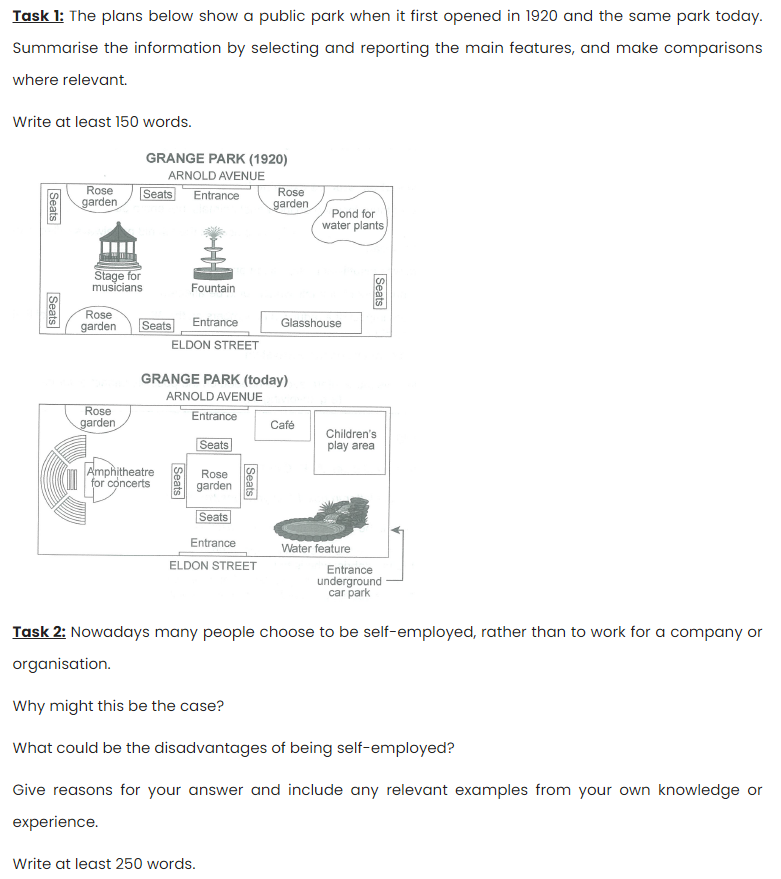 Task 1: The plans below show a public park when it first opened in 1920 and the same park today.
Summarise the information by selecting and reporting the main features, and make comparisons
where relevant.
Write at least 150 words.
GRANGE PARK (1920)
ARNOLD AVENUE
Seats
Rose
garden
Seats
Entrance
Rose
garden
Pond for
water plants
Stage for
musicians
Fountain
Seats
Seats
Rose
garden
Seats
Entrance
Glasshouse
ELDON STREET
GRANGE PARK (today)
ARNOLD AVENUE
Rose
garden
Entrance
Café
Children's
play area
Seats
Amphitheatre
for concerts
Seats
Rose
garden
Seats
Seats
Entrance
Water feature
ELDON STREET
Entrance
underground
car park
Task 2: Nowadays many people choose to be self-employed, rather than to work for a company or
organisation.
Why might this be the case?
What could be the disadvantages of being self-employed?
Give reasons for your answer and include any relevant examples from your own knowledge or
experience.
Write at least 250 words.